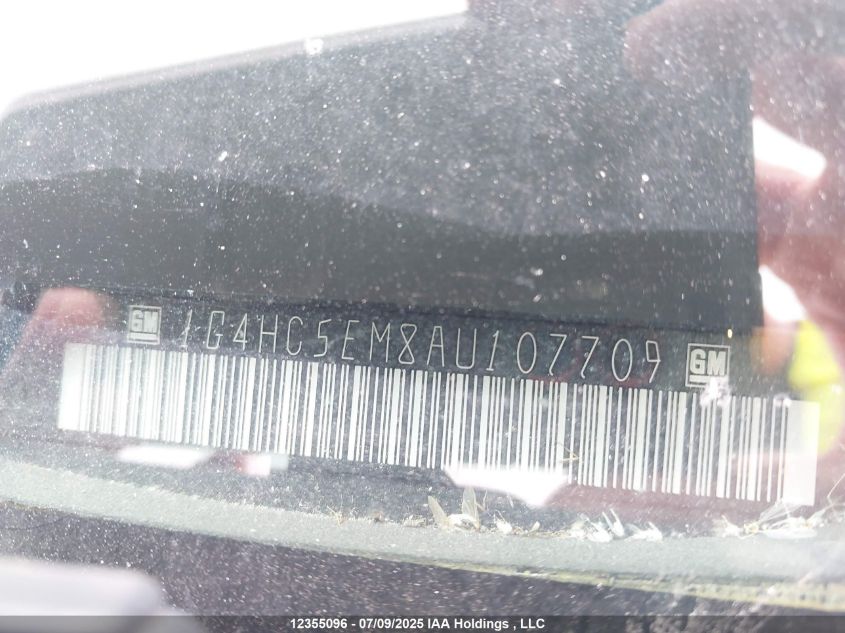 GM 1G4HC5EM8AU107709 GM
12355096 - 07/09/2025 IAA Holdings , LLC